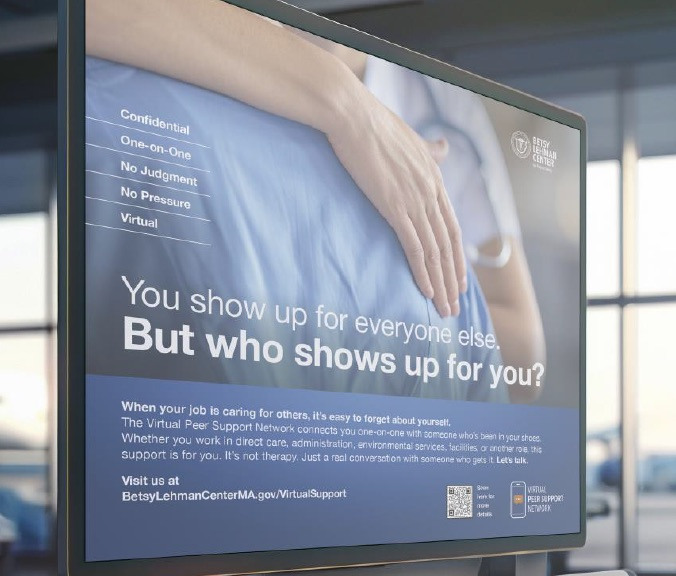 Confidential
One-on-One
No Judgment
No Pressure
Virtual
BETSY
LEHMAN
CENTER
You show up for everyone else.
But who shows up for you?
When your job is caring for others, it's easy to forget about yourself.
The Virtual Peer Support Network connects you one-on-one with someone who's been in your shoes.
Whether you work in direct care, administration, environmental services, facilities, or another role, this
support is for you. It's not therapy. Just a real conversation with someone who gets it. Let's talk.
Visit us at
BetsyLehmanCenterMA.gov/VirtualSupport
Scan
here for
more
details
VIRTUAL
PEER SUPPORT
NETWORK